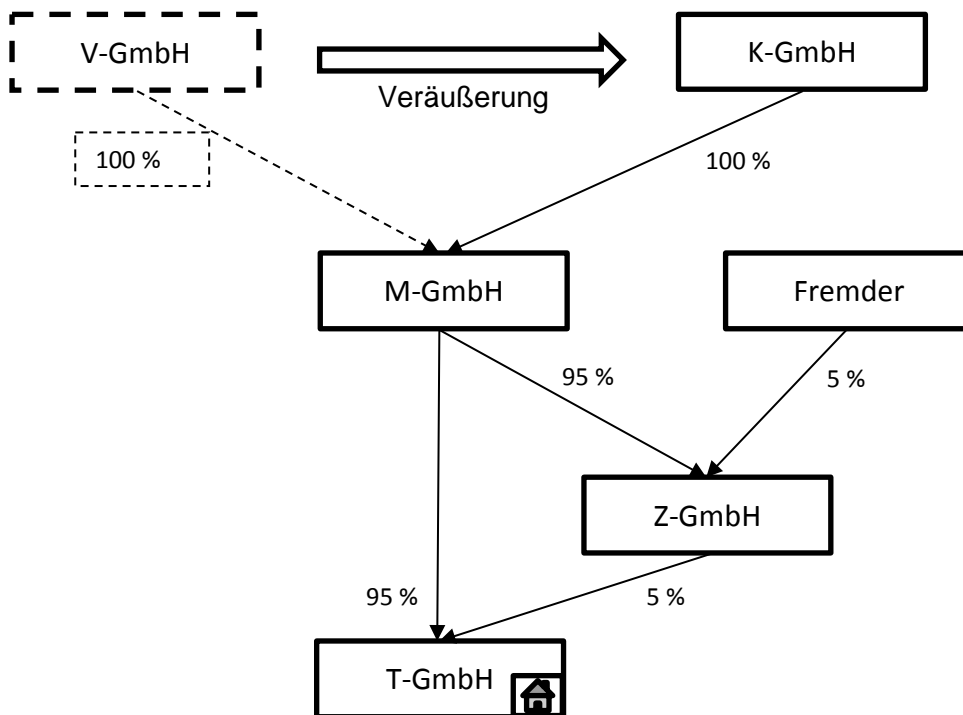 V-GmbH
K-GmbH
Veräußerung
100 %
100 %
M-GmbH
Fremder
95 %
5 %
Z-GmbH
95 %
5 %
T-GmbH